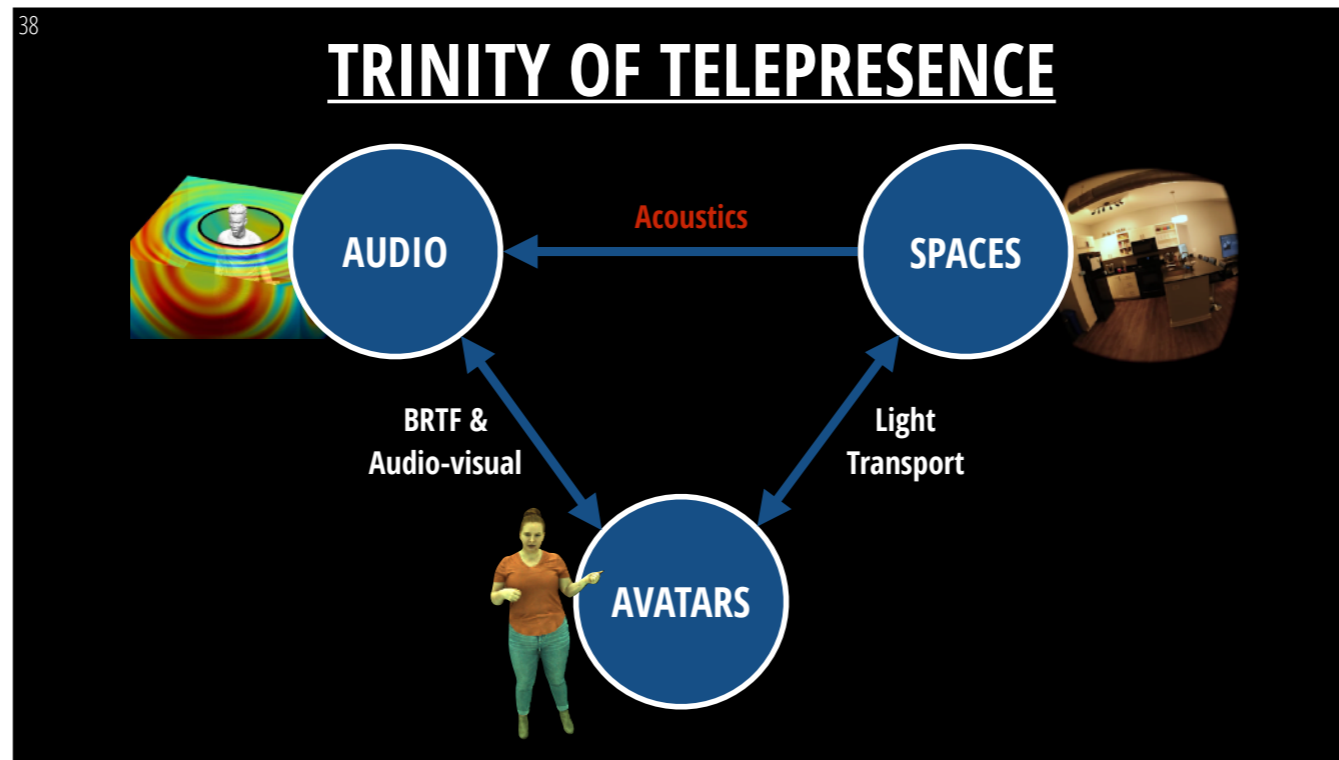 38
TRINITY OF TELEPRESENCE
AUDIO
Acoustics
SPACES
BRTF &
Audio-visual
Light
Transport
AVATARS